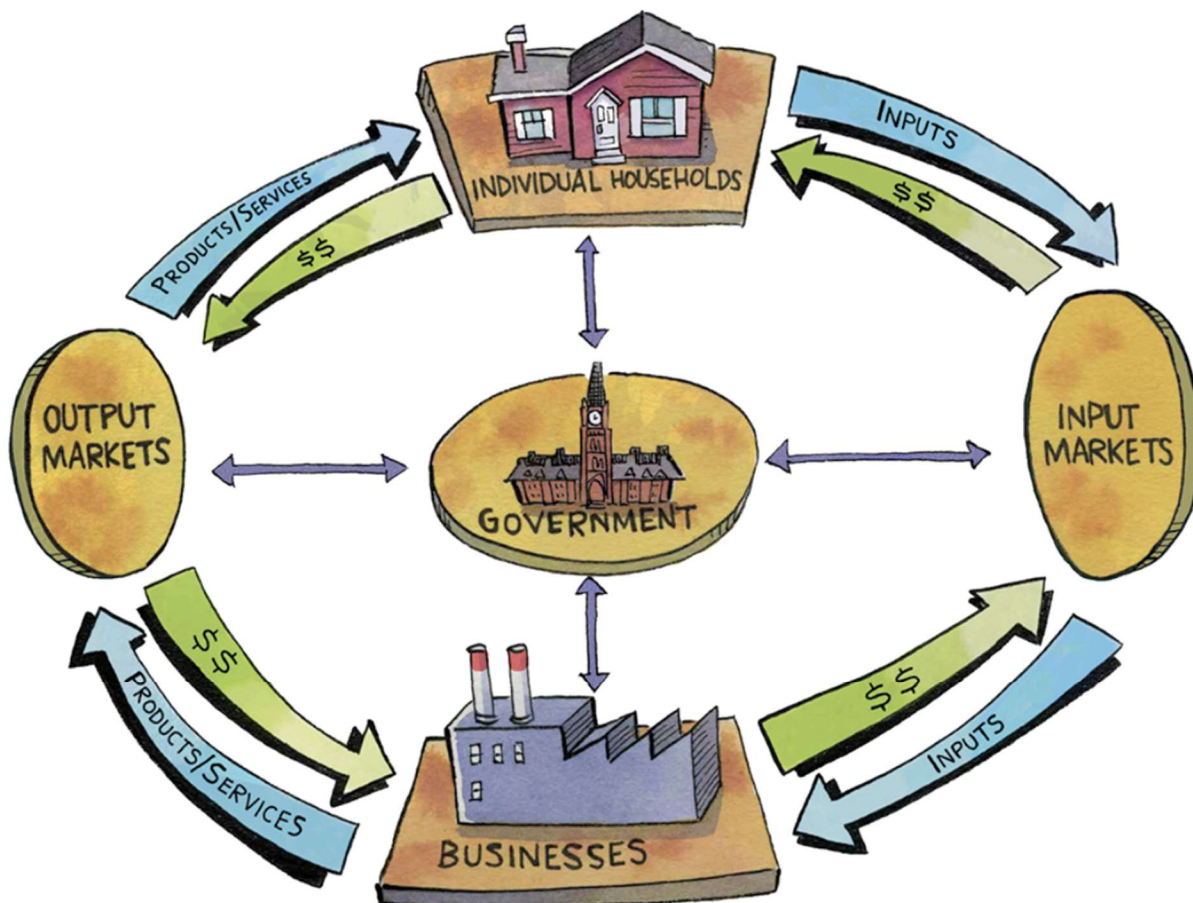 INPUTS
$$
INDIVIDUAL HOUSEHOLDS
PRODUCTS/SERVICES
$$
OUTPUT
MARKETS
GOVERNMENT
INPUT
MARKETS
$$
PRODUCTS/SERVICES
$$
INPUTS
BUSINESSES